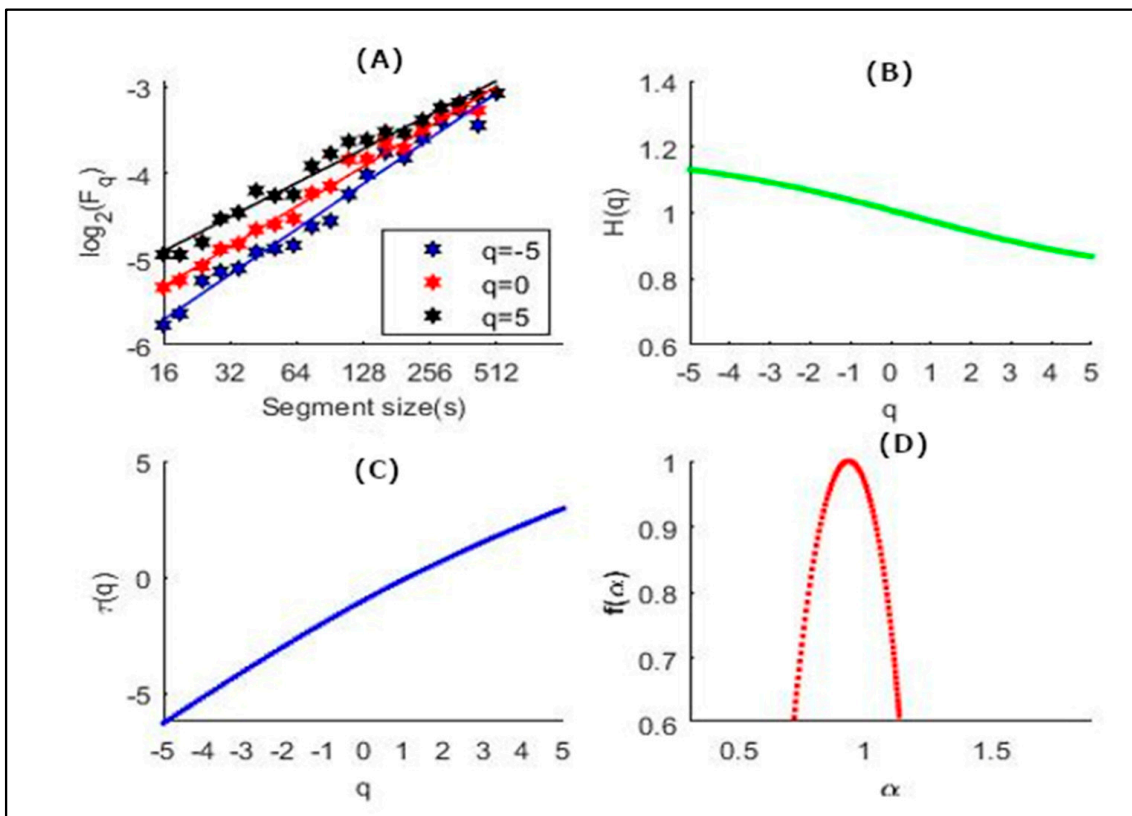 (A)
-3
-4
-5
-6
log2(Fq)
16 32 64 128 256 512
Segment size(s)
q=-5
q=0
q=5
(B)
1.4
1.2
1
0.8
0.6
H(q)
-5 -4 -3 -2 -1 0 1 2 3 4 5
q
(C)
5
0
-5
τ(q)
-5 -4 -3 -2 -1 0 1 2 3 4 5
q
(D)
1
0.9
0.8
0.7
0.6
f(α)
0.5 1 1.5
α